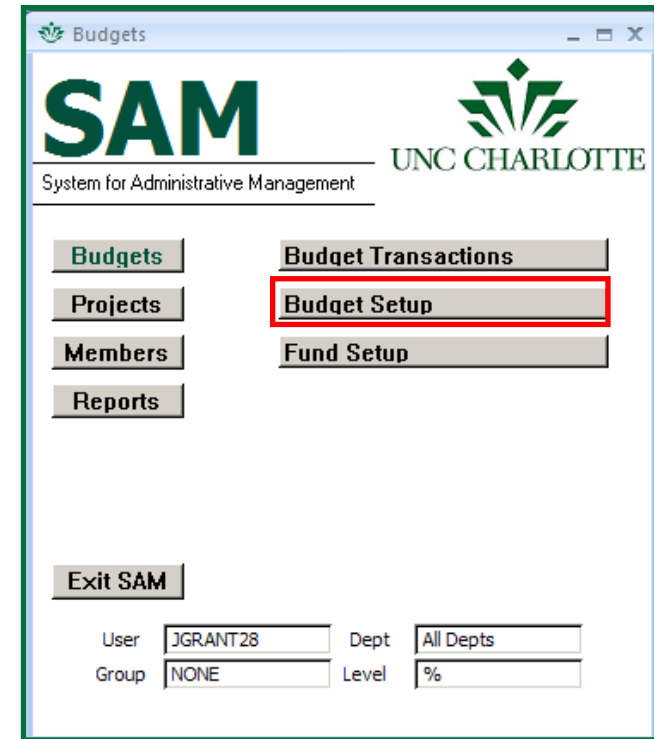 Budgets
SAM
UNC CHARLOTTE
System for Administrative Management
Budgets
Budget Transactions
Projects
Budget Setup
Members
Fund Setup
Reports
Exit SAM
User JGRANT28 Dept All Depts
Group NONE Level %